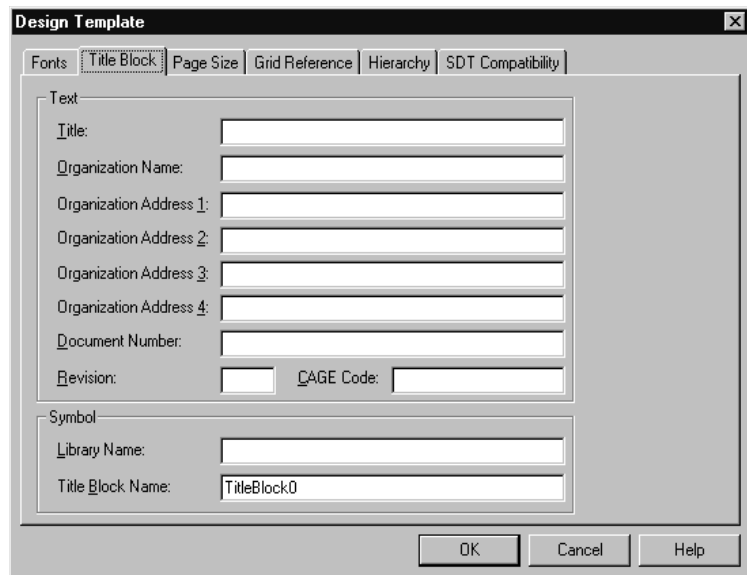 Design Template
Fonts Title Block Page Size Grid Reference Hierarchy SDT Compatibility
Text
Title:
Organization Name:
Organization Address 1:
Organization Address 2:
Organization Address 3:
Organization Address 4:
Document Number:
Revision: CAGE Code:
Symbol
Library Name:
Title Block Name: TitleBlock0
OK Cancel Help